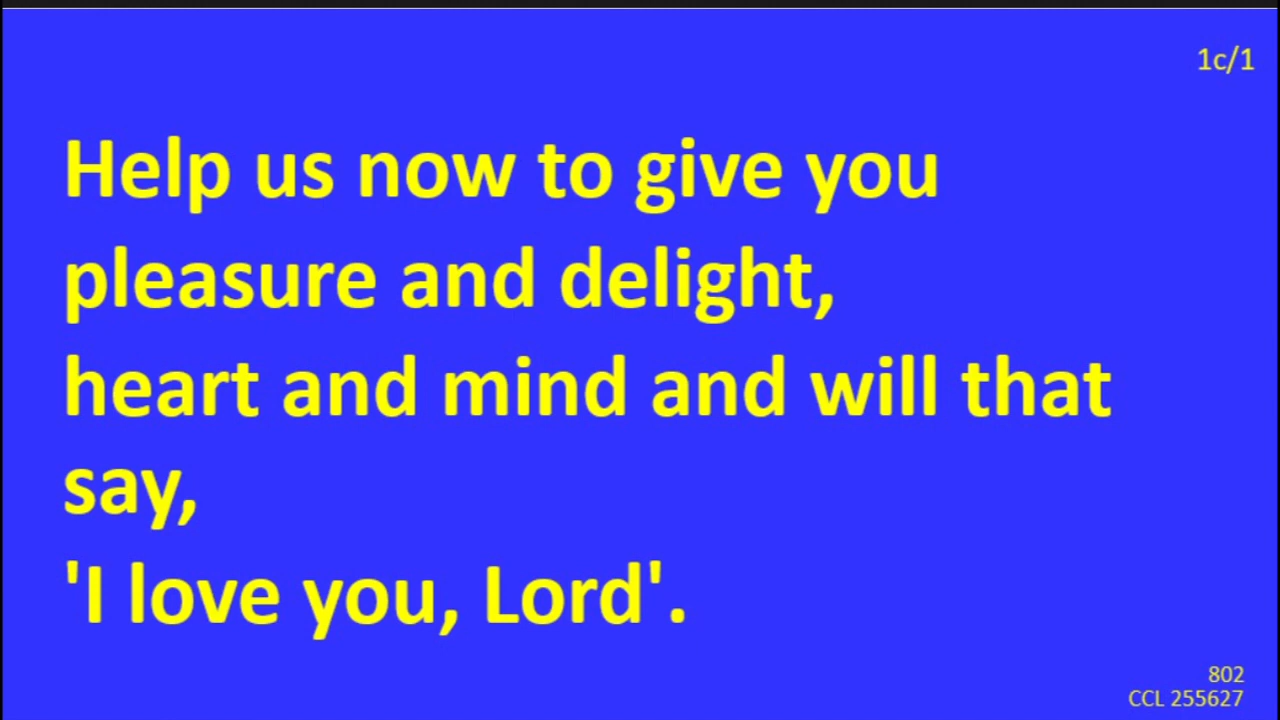 1c/1
Help us now to give you
pleasure and delight,
heart and mind and will that
say,
'I love you, Lord'.
802
CCL 255627